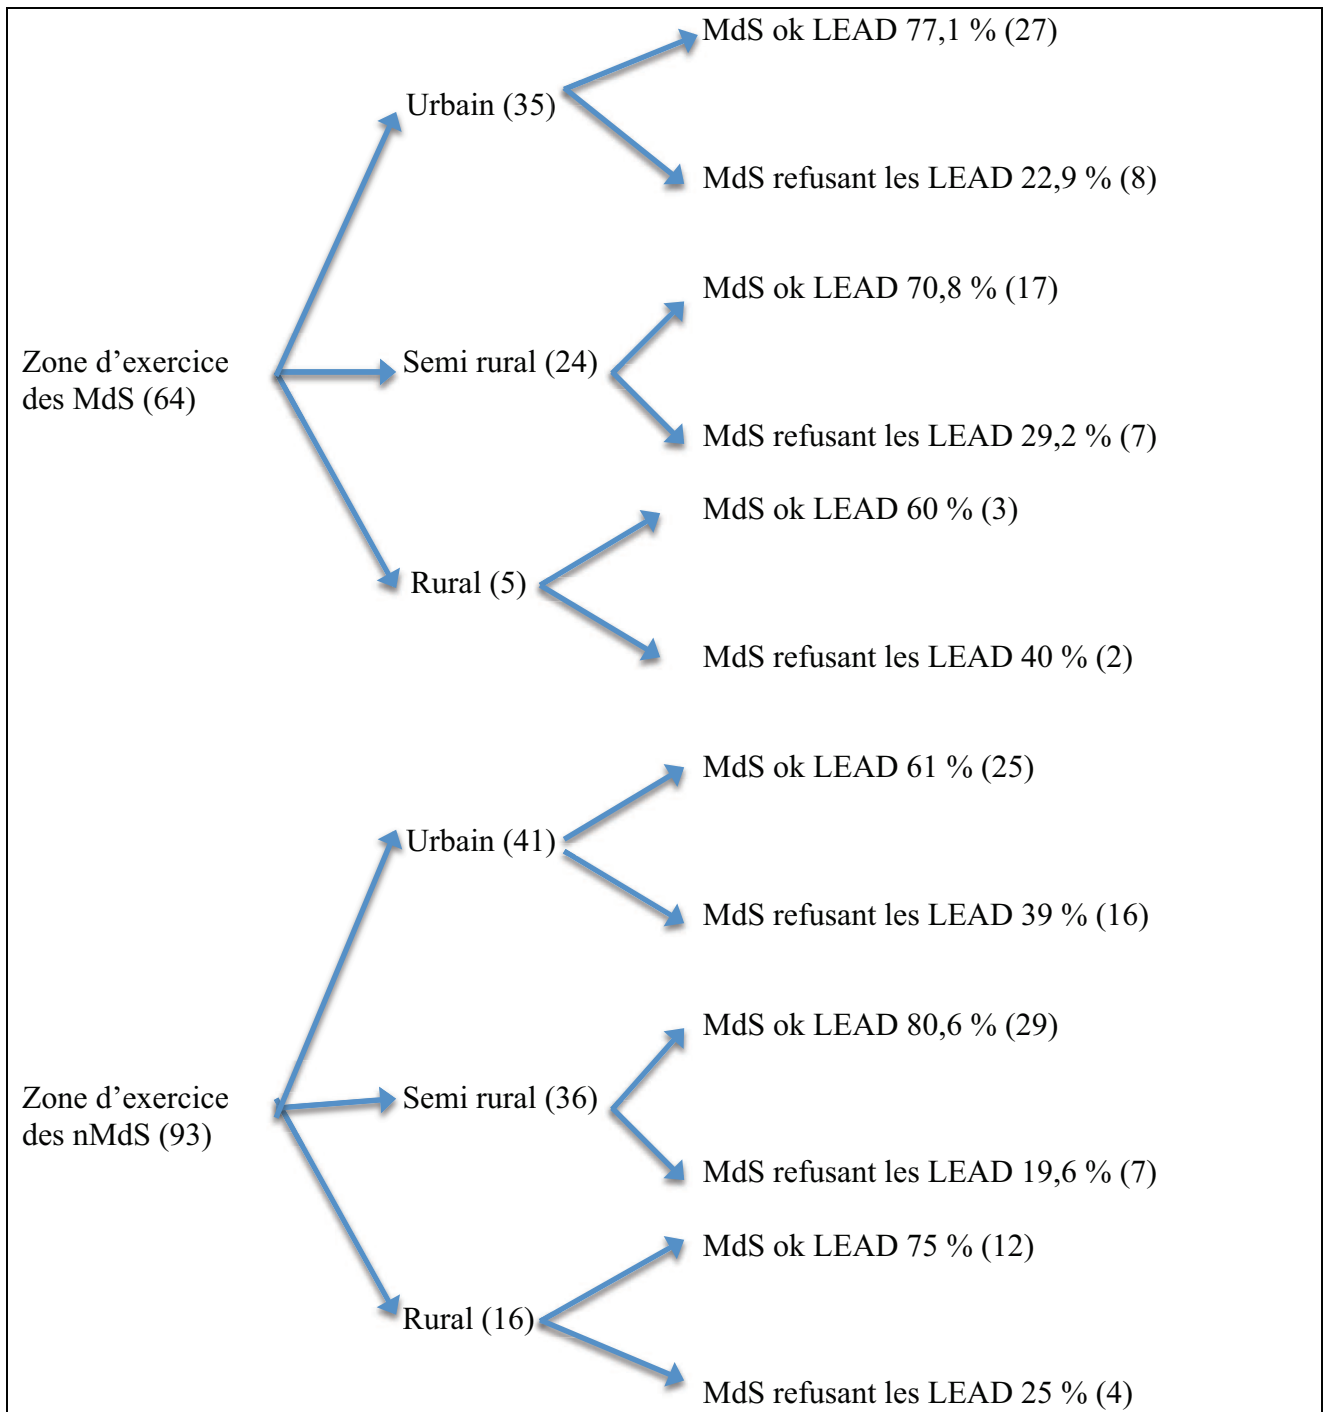 MdS ok LEAD 77,1 % (27)
Urbain (35)
MdS refusant les LEAD 22,9 % (8)
MdS ok LEAD 70,8 % (17)
Zone d’exercice
des MdS (64)
Semi rural (24)
MdS refusant les LEAD 29,2 % (7)
MdS ok LEAD 60 % (3)
Rural (5)
MdS refusant les LEAD 40 % (2)
MdS ok LEAD 61 % (25)
Urbain (41)
MdS refusant les LEAD 39 % (16)
MdS ok LEAD 80,6 % (29)
Zone d’exercice
des nMdS (93)
Semi rural (36)
MdS refusant les LEAD 19,6 % (7)
MdS ok LEAD 75 % (12)
Rural (16)
MdS refusant les LEAD 25 % (4)